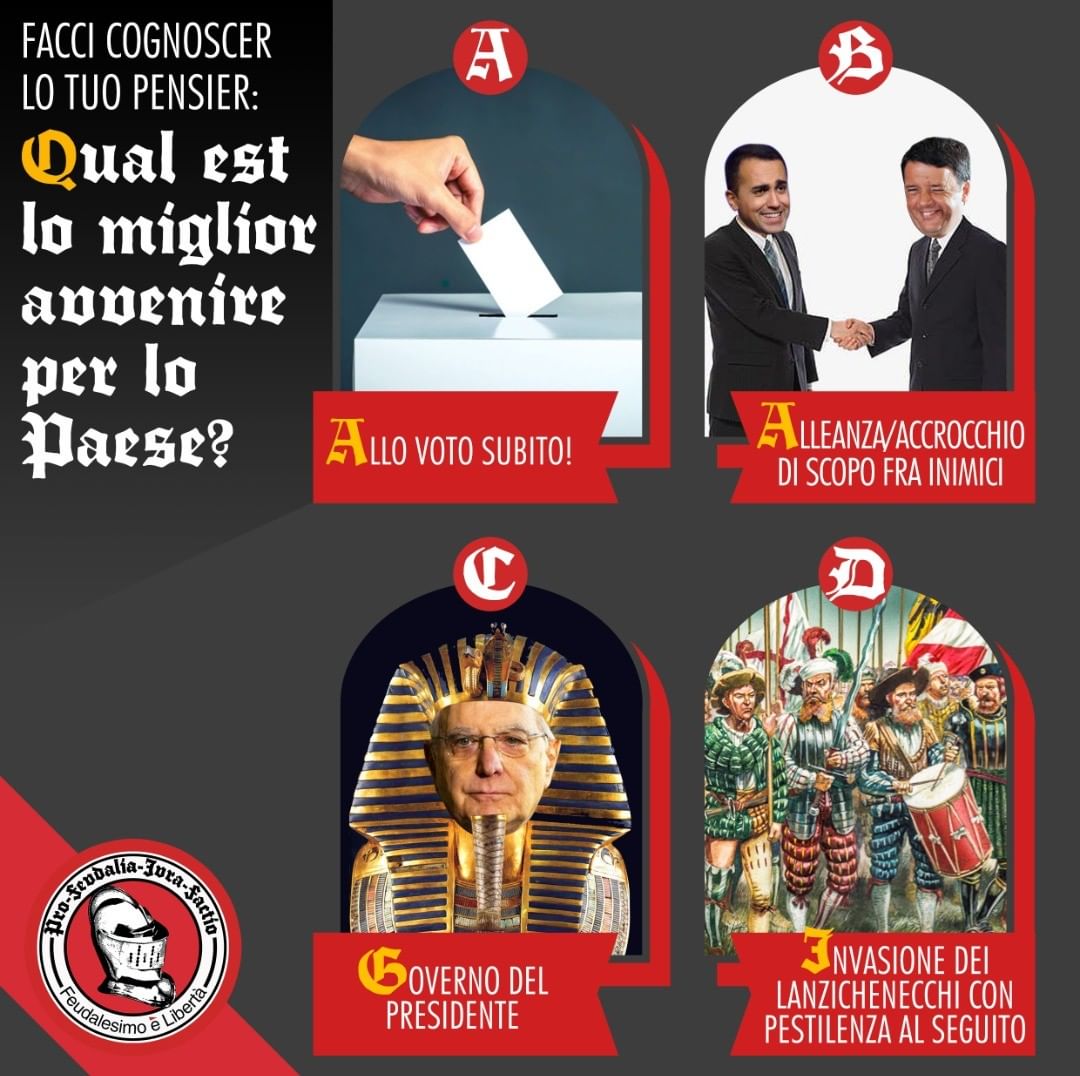 FACCI COGNOSCER
LO TUO PENSIER:
Qual est
lo miglior
avvenire
per lo
Paese?
A
ALLO VOTO SUBITO!
B
ALLEANZA/ACCROCCHIO
DI SCOPO FRA INIMICI
C
GOVERNO DEL
PRESIDENTE
D
INVASIONE DEI
LANZICHENECCHI CON
PESTILENZA AL SEGUITO
Pro-Feudalia-Jura-Factio
Feudalesimo è Libertà